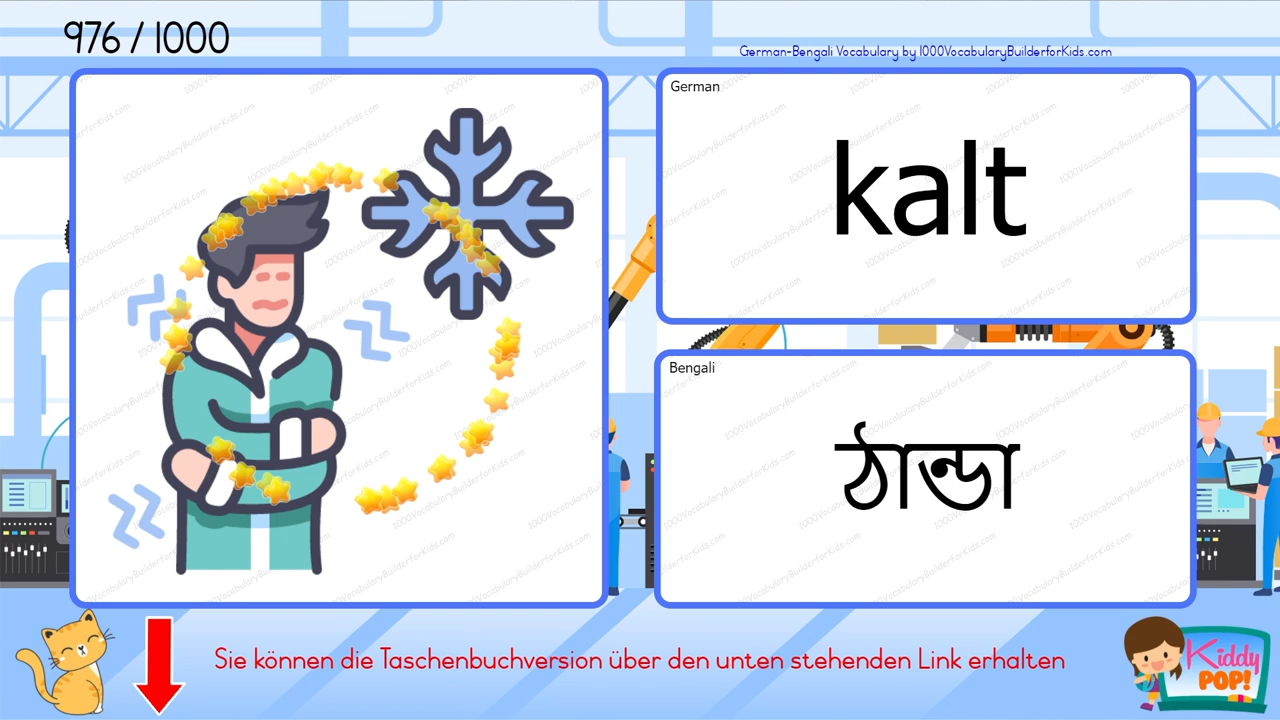 976 / 1000
German-Bengali Vocabulary by 1000VocabularyBuilderforKids.com
German
kalt
Bengali
ঠান্ডা
Sie können die Taschenbuchversion über den unten stehenden Link erhalten
Kiddy
POP!